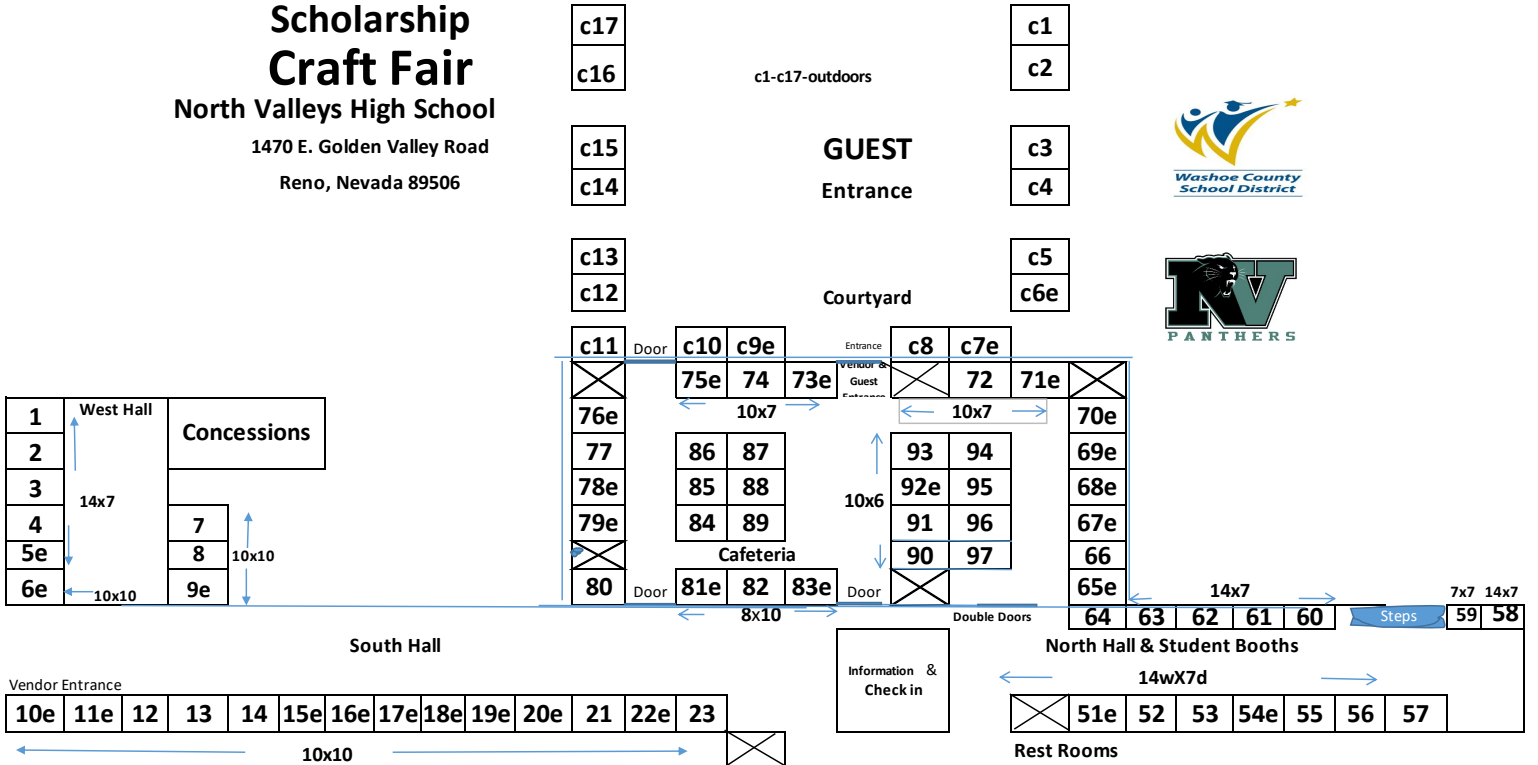 Scholarship
Craft Fair
North Valleys High School
1470 E. Golden Valley Road
Reno, Nevada 89506
c17
c1
c16
c1-c17-outdoors
c2
c15
GUEST
c3
c14
Entrance
c4
Washoe County
School District
c13
c5
c12
Courtyard
c6e
PANTHERS
c11 Door c10 c9e
Entrance
c8 c7e
75e 74 73e
Vendor &
Guest
Entrance
72 71e
10x7
10x7
1
West Hall
Concessions
76e
70e
2
77
86 87
93 94
69e
3
14x7
78e
85 88
10x6
92e 95
68e
4
7
79e
84 89
91 96
67e
5e
8
10x10
Cafeteria
90 97
66
6e
10x10
9e
80 Door 81e 82 83e Door
65e
14x7
7x7 14x7
8x10
Double Doors
64 63 62 61 60
Steps
59 58
South Hall
North Hall & Student Booths
Information &
Check in
14wX7d
Vendor Entrance
10e 11e 12 13 14 15e 16e 17e 18e 19e 20e 21 22e 23
51e 52 53 54e 55 56 57
10x10
Rest Rooms